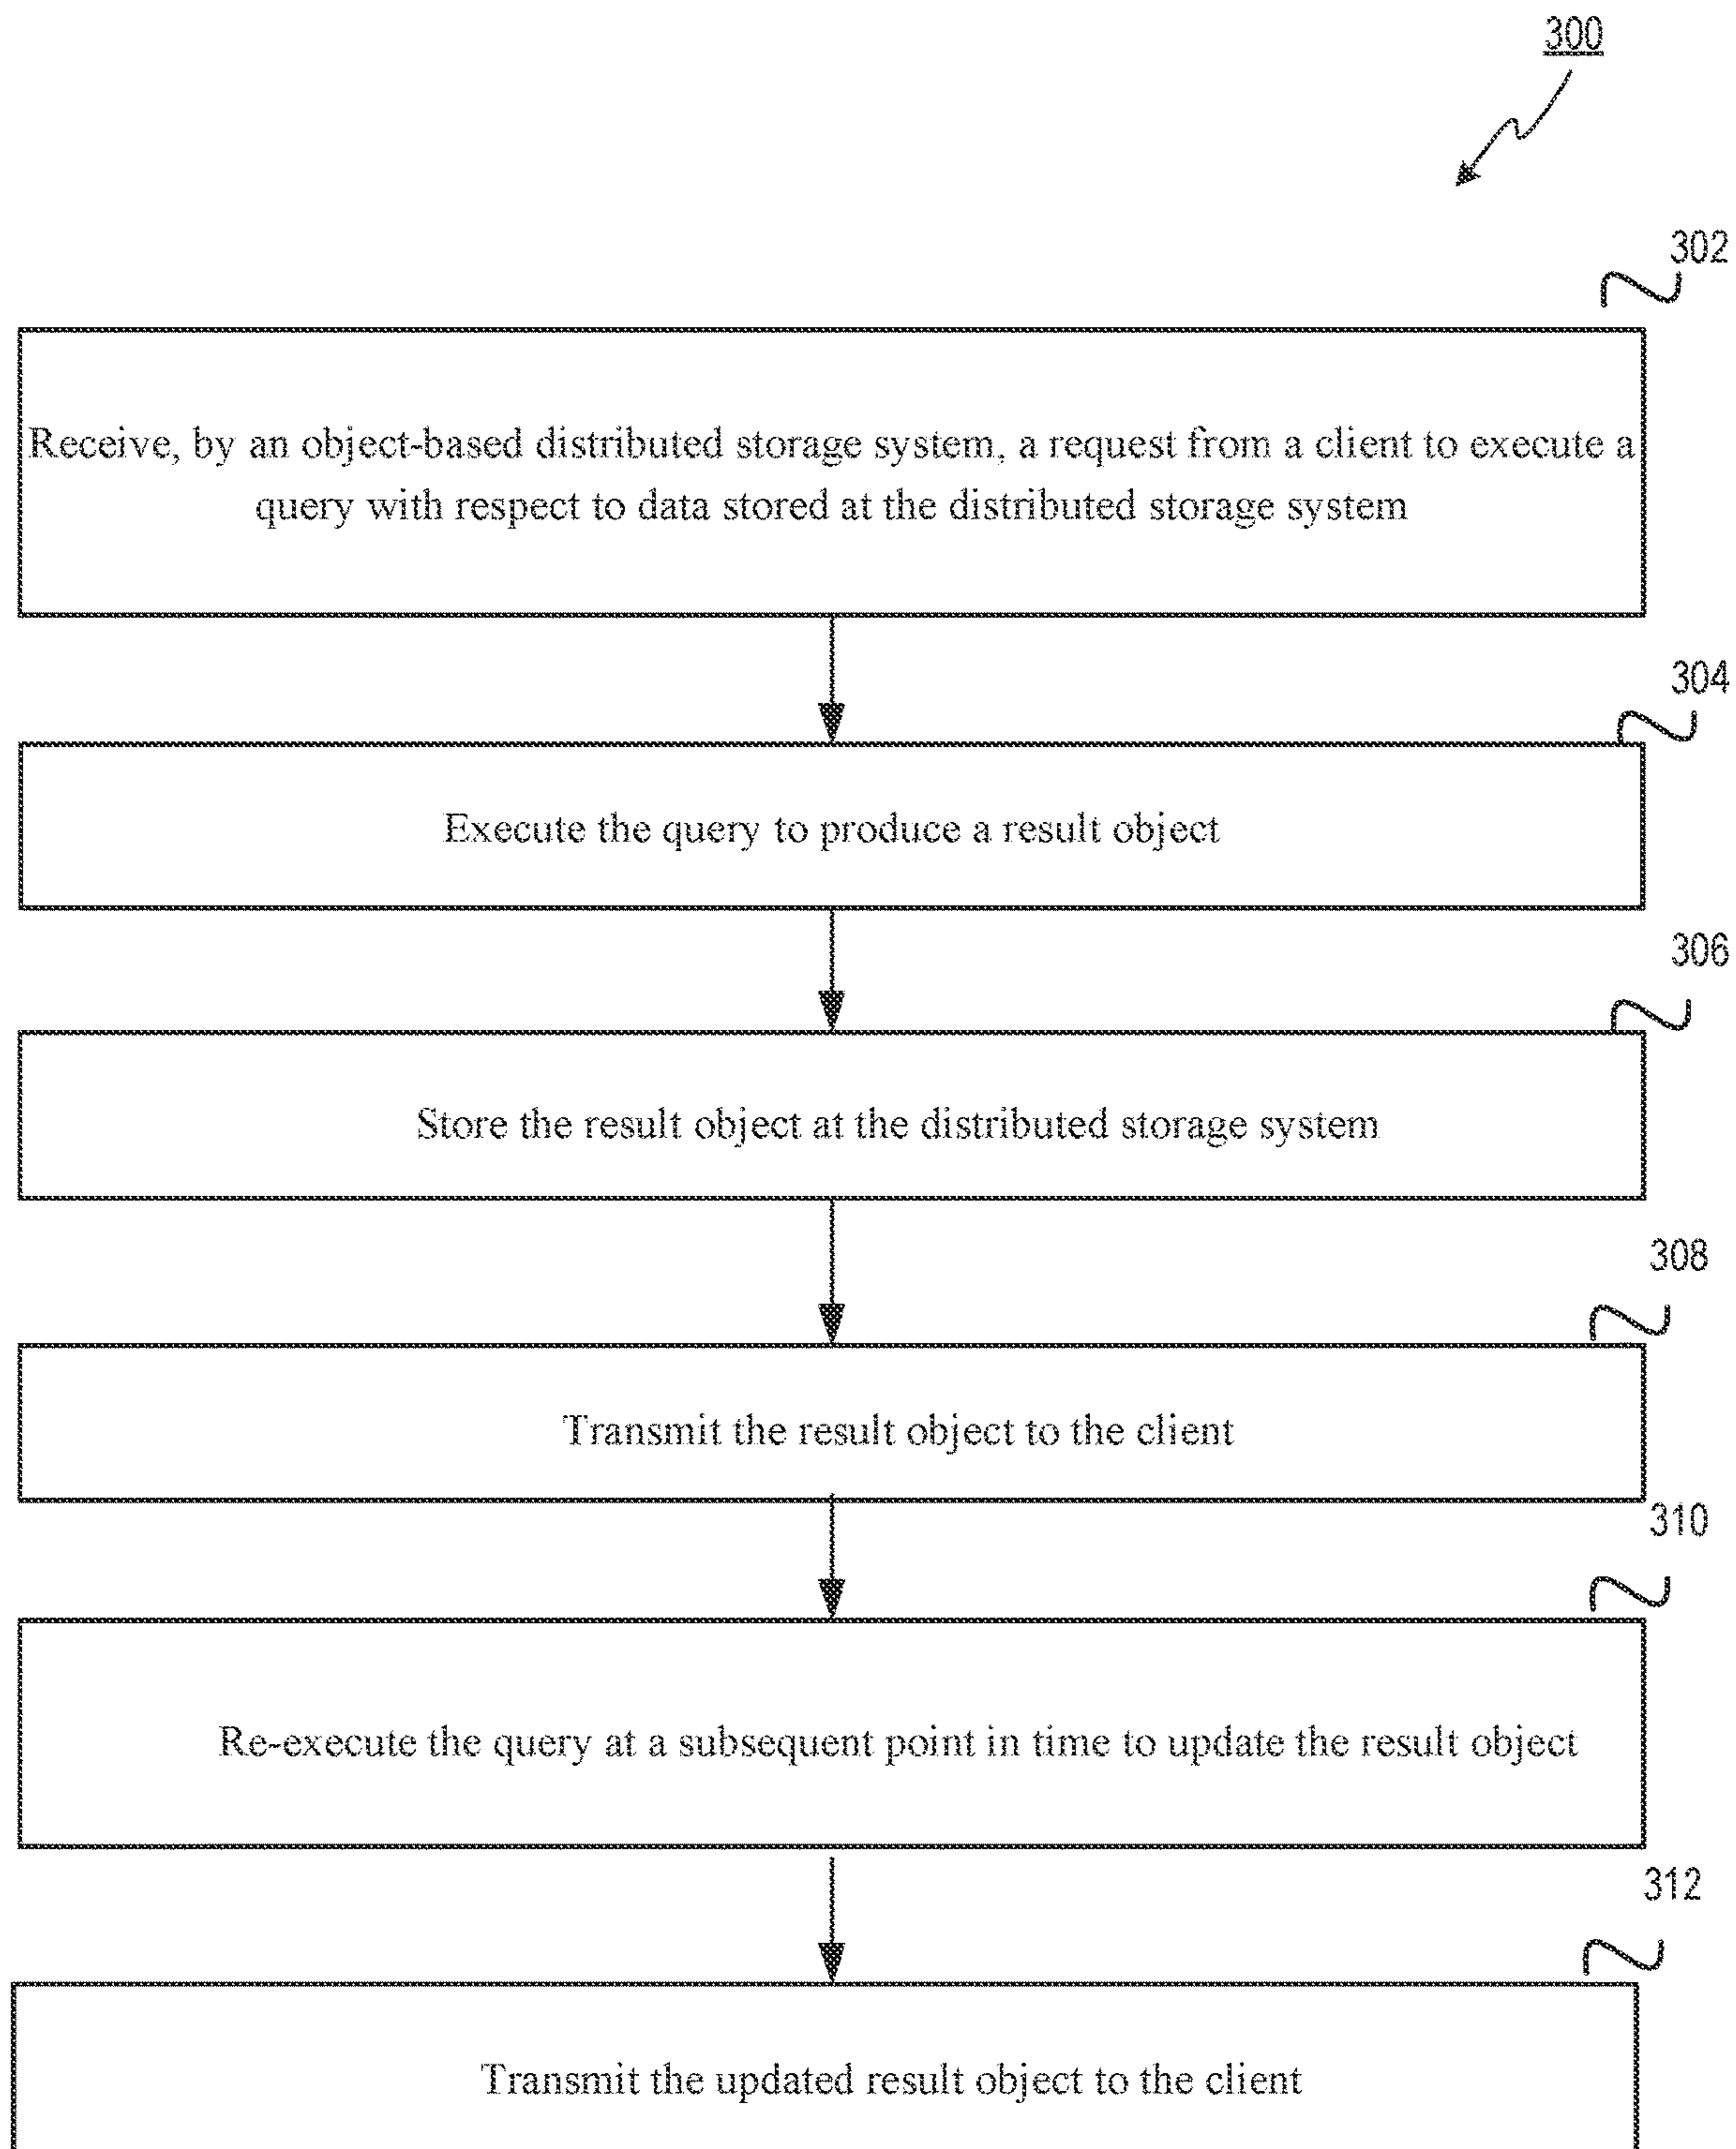 300
302
Receive, by an object-based distributed storage system, a request from a client to execute a
query with respect to data stored at the distributed storage system
304
Execute the query to produce a result object
306
Store the result object at the distributed storage system
308
Transmit the result object to the client
310
Re-execute the query at a subsequent point in time to update the result object
312
Transmit the updated result object to the client